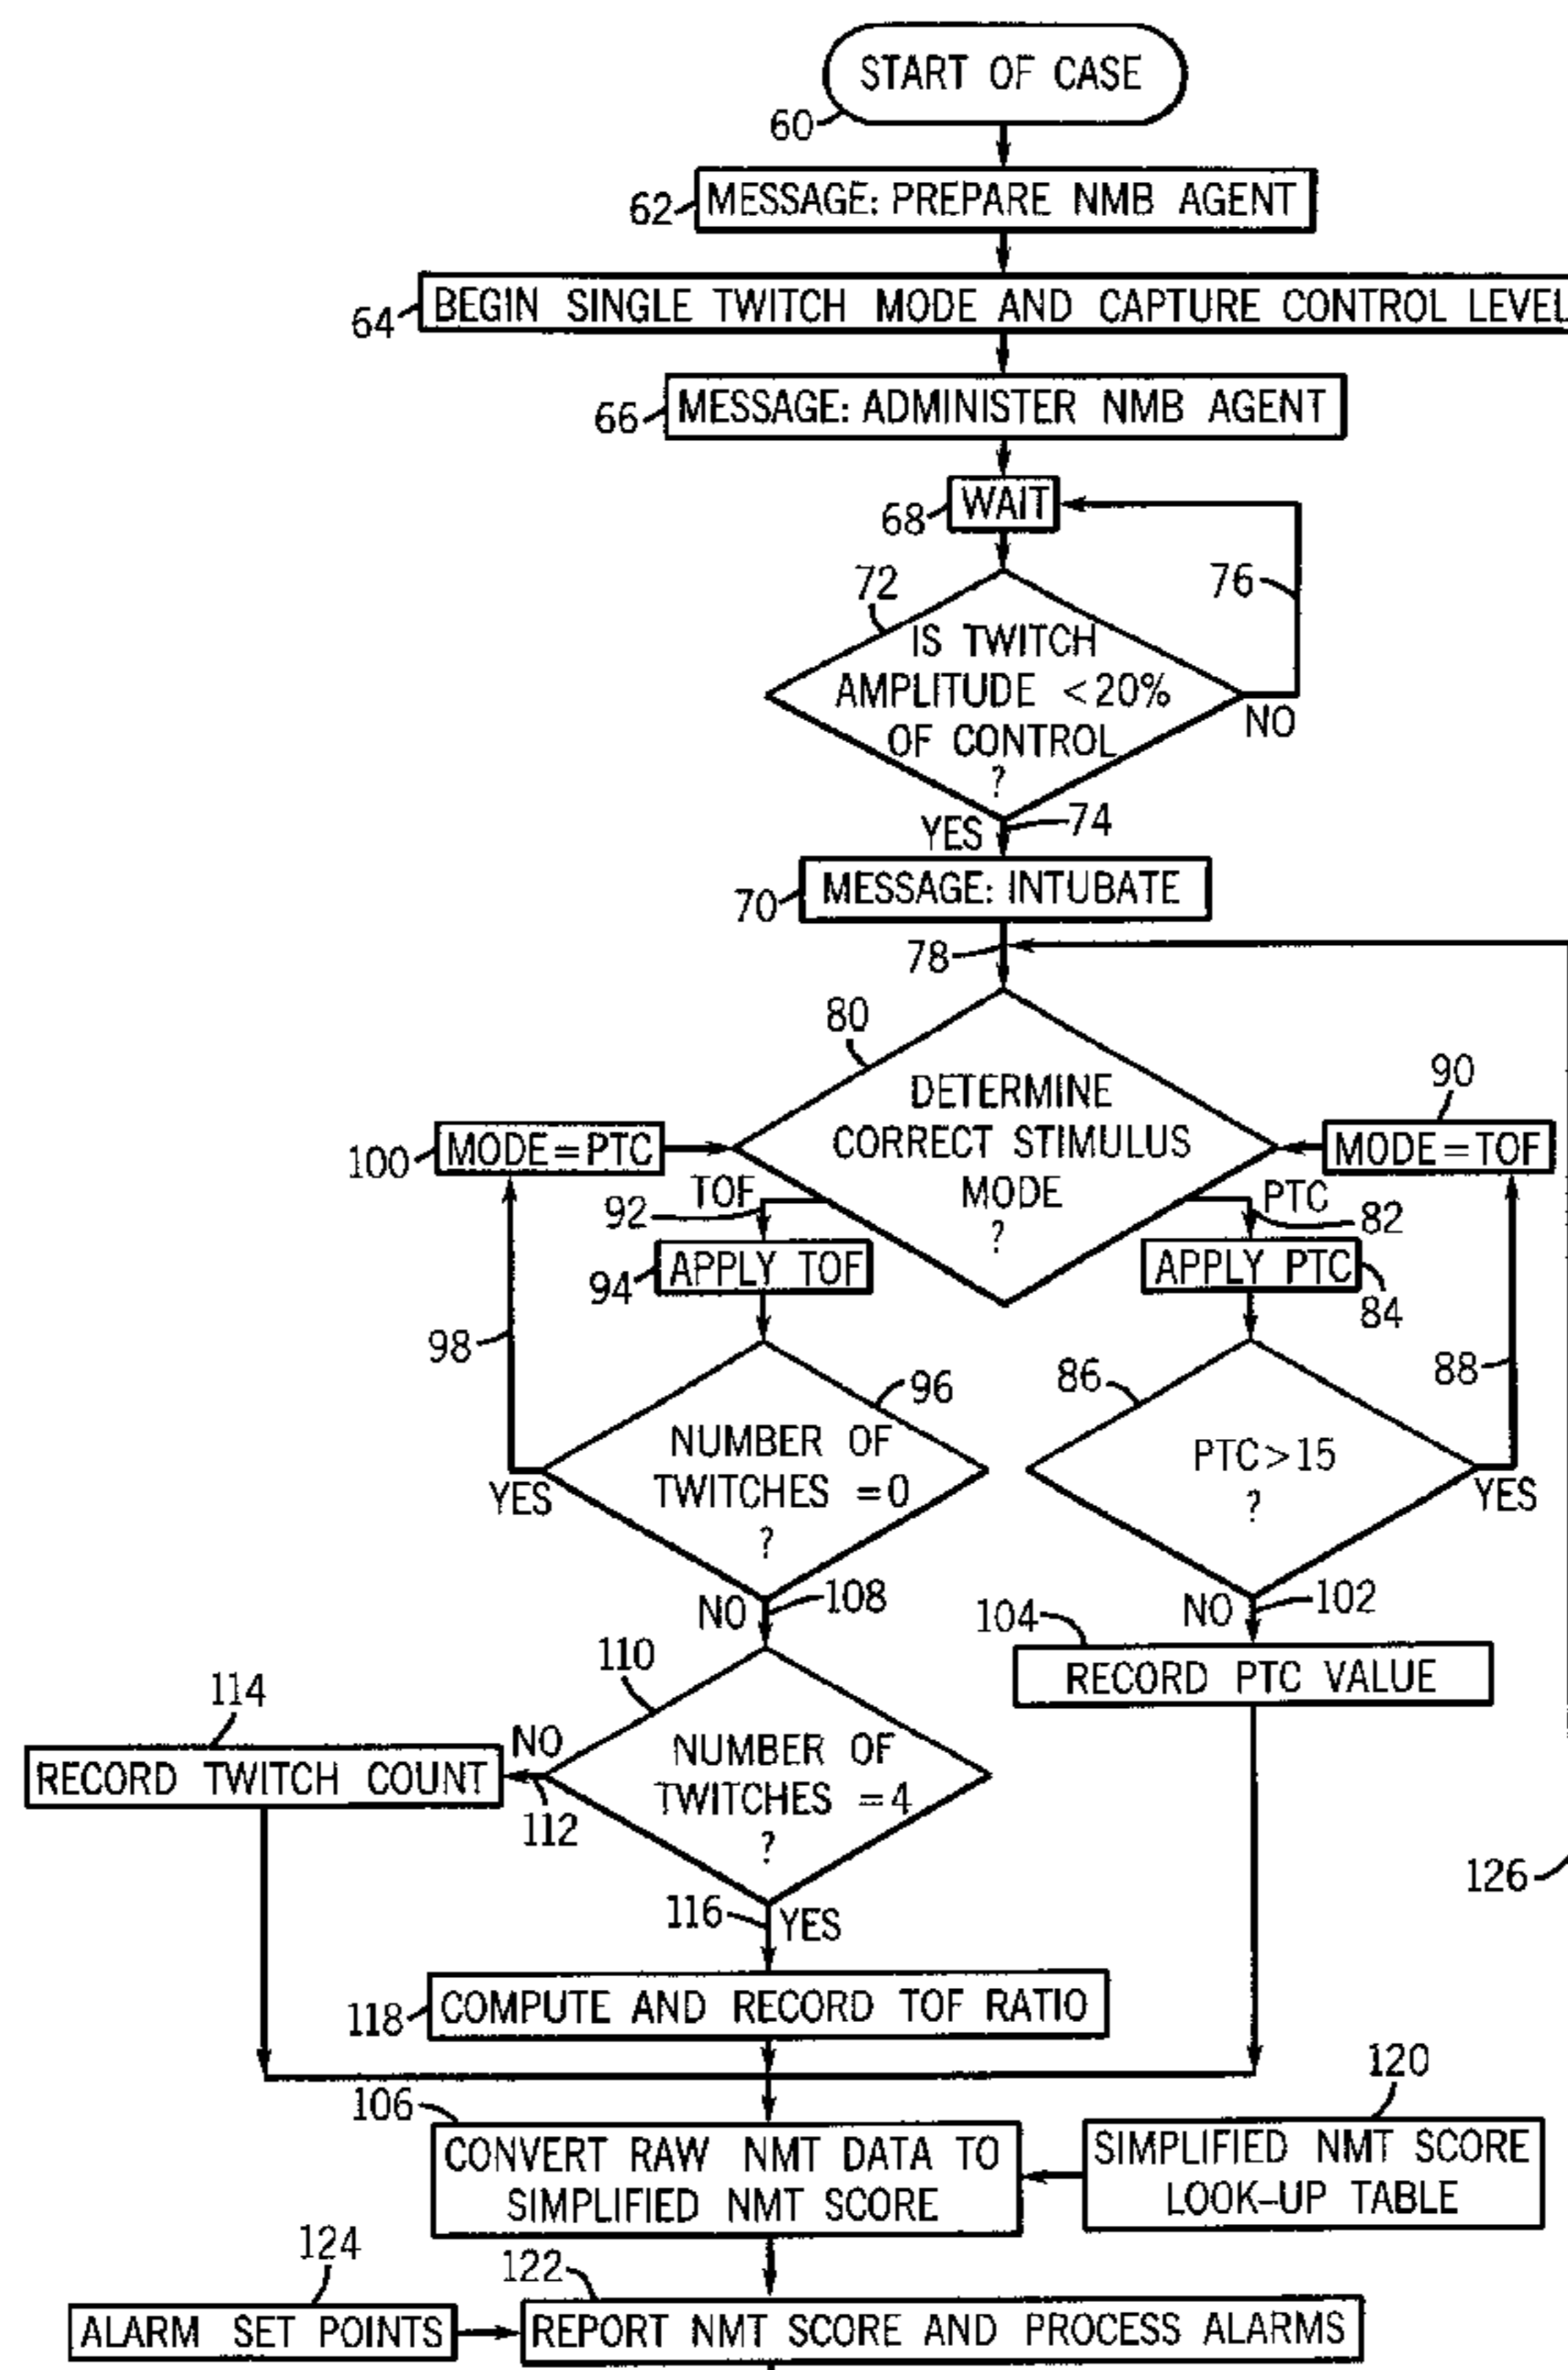 START OF CASE
60
62
MESSAGE: PREPARE NMB AGENT
64
BEGIN SINGLE TWITCH MODE AND CAPTURE CONTROL LEVEL
66
MESSAGE: ADMINISTER NMB AGENT
68
WAIT
72
76
IS TWITCH
AMPLITUDE <20%
OF CONTROL
?
NO
YES
74
70
MESSAGE: INTUBATE
78
80
90
DETERMINE
CORRECT STIMULUS
MODE
?
100
MODE=PTC
MODE=TOF
TOF
92
PTC
82
94
APPLY TOF
APPLY PTC
84
98
96
86
88
NUMBER OF
TWITCHES =0
?
YES
PTC>15
?
YES
NO
108
NO
102
104
RECORD PTC VALUE
110
114
RECORD TWITCH COUNT
NO
112
NUMBER OF
TWITCHES =4
?
126
116
YES
118
COMPUTE AND RECORD TOF RATIO
106
120
CONVERT RAW NMT DATA TO
SIMPLIFIED NMT SCORE
SIMPLIFIED NMT SCORE
LOOK-UP TABLE
124
122
ALARM SET POINTS
REPORT NMT SCORE AND PROCESS ALARMS